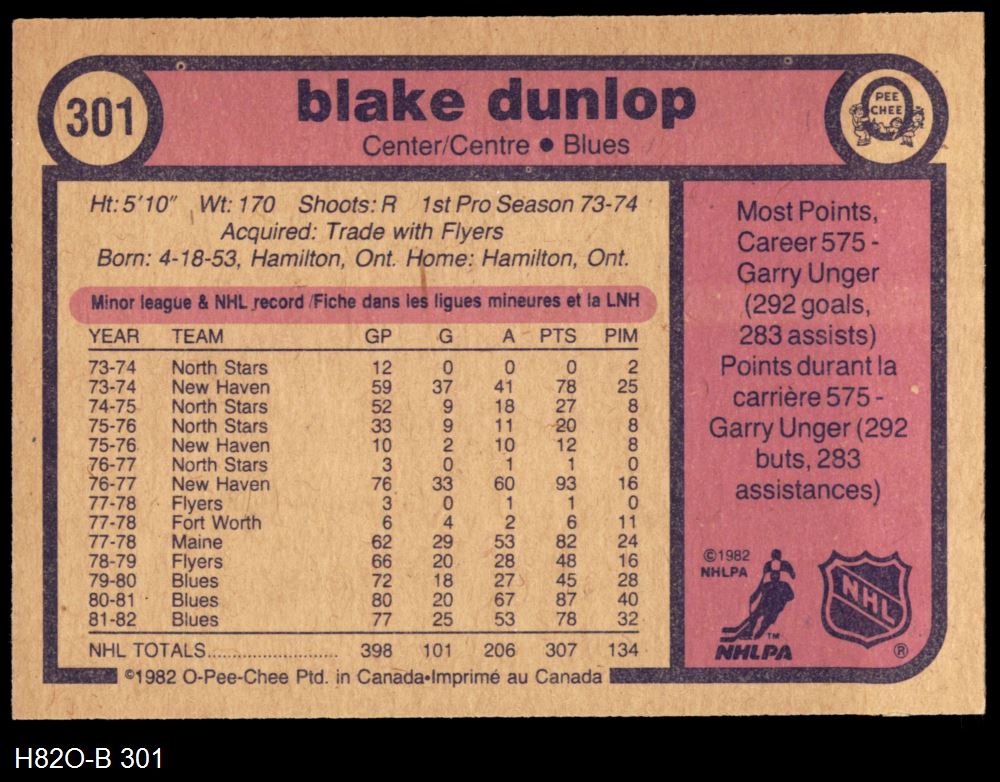 301
blake dunlop
Center/Centre • Blues
PEE
CHEE
Ht: 5'10" Wt: 170 Shoots: R 1st Pro Season 73-74
Acquired: Trade with Flyers
Born: 4-18-53, Hamilton, Ont. Home: Hamilton, Ont.
Minor league & NHL record /Fiche dans les ligues mineures et la LNH
YEAR TEAM GP G A PTS PIM
73-74 North Stars 12 0 0 0 2
73-74 New Haven 59 37 41 78 25
74-75 North Stars 52 9 18 27 8
75-76 North Stars 33 9 11 20 8
75-76 New Haven 10 2 10 12 8
76-77 North Stars 3 0 1 1 0
76-77 New Haven 76 33 60 93 16
77-78 Flyers 3 0 1 1 0
77-78 Fort Worth 6 4 2 6 11
77-78 Maine 62 29 53 82 24
78-79 Flyers 66 20 28 48 16
79-80 Blues 72 18 27 45 28
80-81 Blues 80 20 67 87 40
81-82 Blues 77 25 53 78 32
NHL TOTALS........................... 398 101 206 307 134
©1982 O-Pee-Chee Ptd. in Canada•Imprimé au Canada
Most Points,
Career 575 -
Garry Unger
(292 goals,
283 assists)
Points durant la
carrière 575 -
Garry Unger (292
buts, 283
assistances)
©1982
NHLPA
TM
NHLPA
NHL
®
H82O-B 301